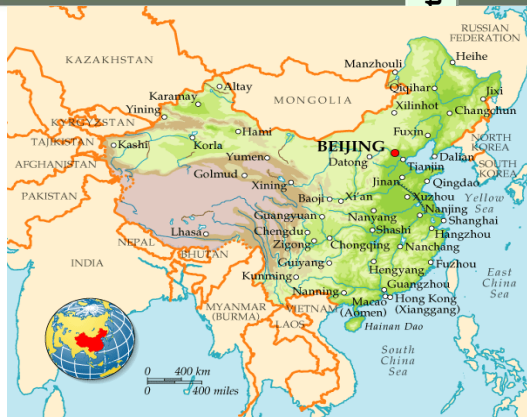 RUSSIAN
FEDERATION
KAZAKHSTAN
Heihe
Manzhouli
Altay
Qiqihar
Jixi
Karamay
MONGOLIA
Xilinhot
Changchun
Yining
KYRGYZSTAN
Hami
Fuxin
NORTH
KOREA
TAJIKISTAN
Kashi
Korla
BEIJING
Yumen
Datong
Dalian
Tianjin
SOUTH
KOREA
AFGHANISTAN
Golmud
Xining
Jinan
Qingdao
PAKISTAN
Baoji
Xi'an
Xuzhou
Yellow
Sea
Guangyuan
Nanyang
Nanjing
Shanghai
Lhasa
Chengdu
Shashi
Hangzhou
NEPAL
Zigong
Chongqing
Nanchang
BHUTAN
INDIA
Guiyang
Hengyang
Fuzhou
East
China
Sea
Kunming
Guangzhou
Nanning
Macao
(Aomen)
Hong Kong
(Xianggang)
MYANMAR
(BURMA)
VIETNAM
LAOS
Hainan Dao
South
China
Sea
0 400 km
0 400 miles